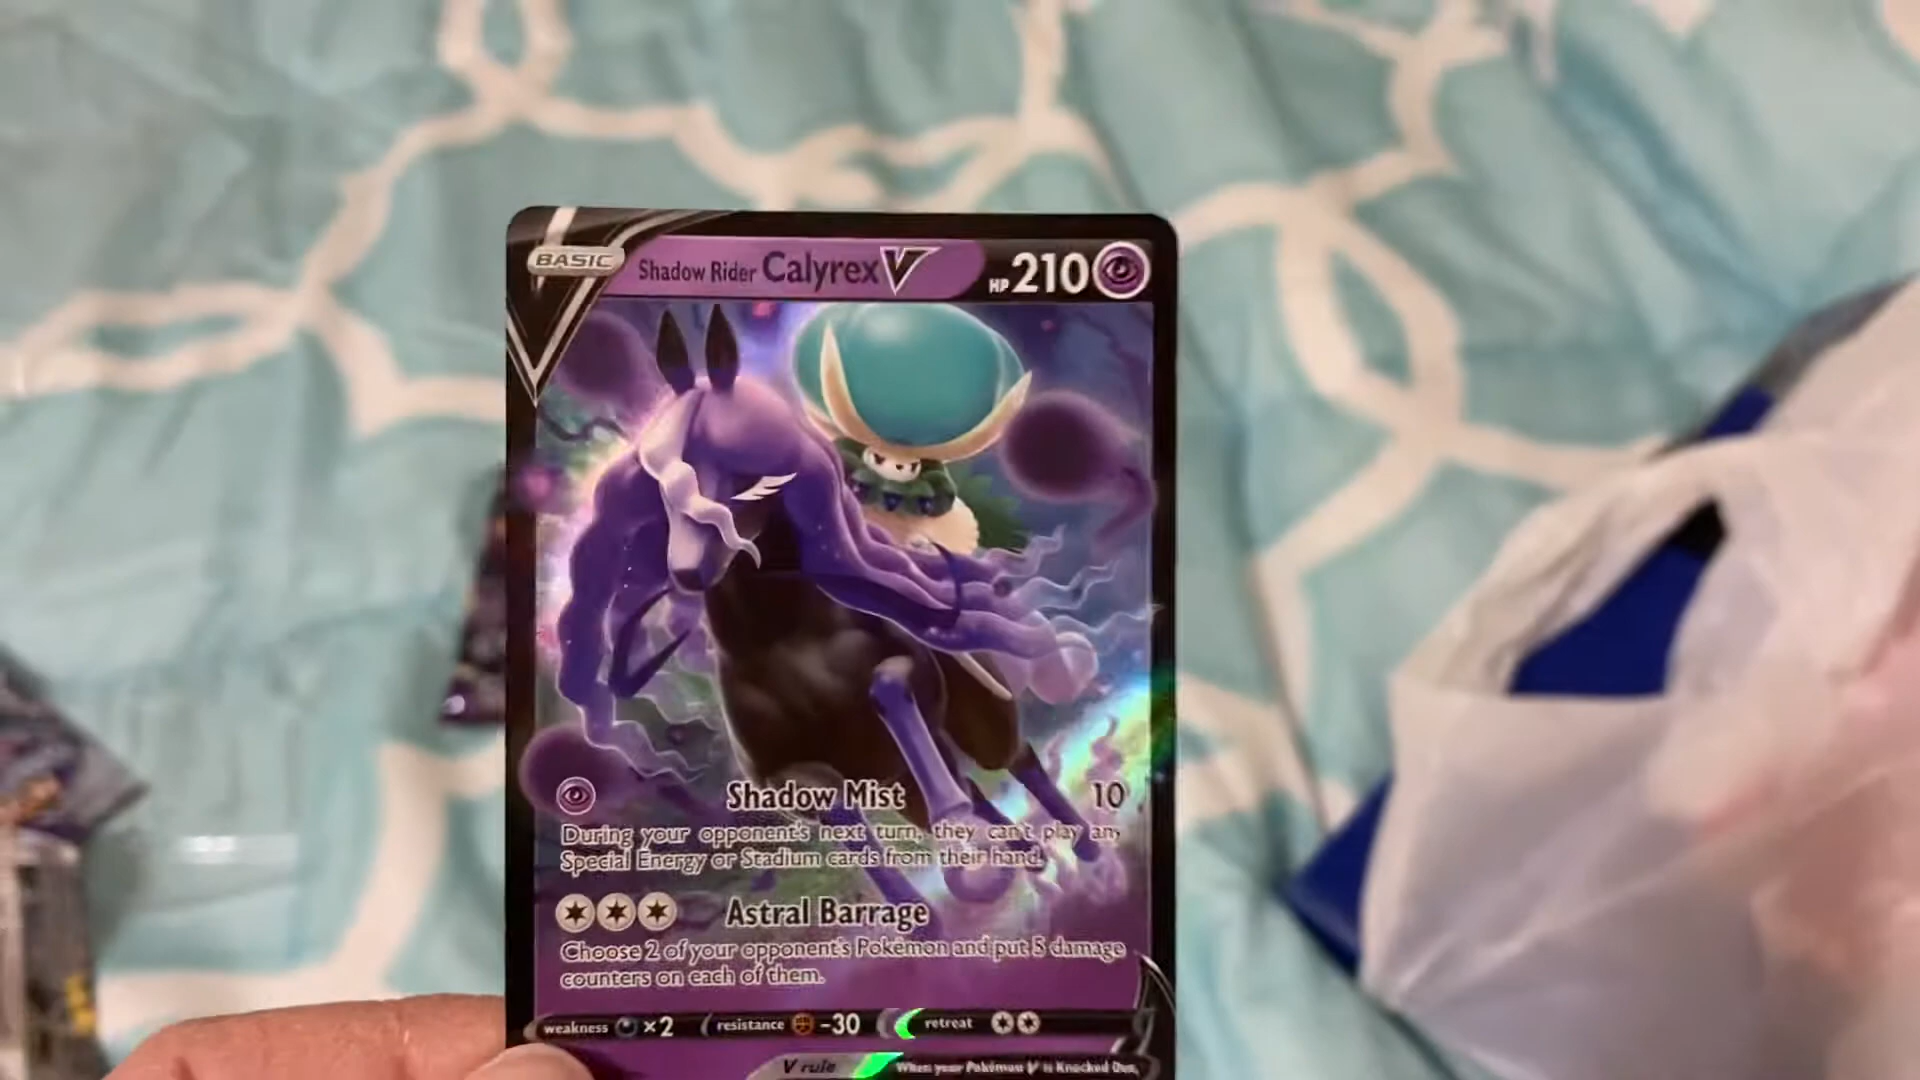 BASIC
Shadow Rider Calyrex V HP 210
Shadow Mist 10
During your opponent's next turn, they can't play any
Special Energy or Stadium cards from their hand.
Astral Barrage
Choose 2 of your opponent's Pokémon and put 5 damage
counters on each of them.
weakness ×2 resistance -30 retreat
V rule When your Pokémon V is Knocked Out,